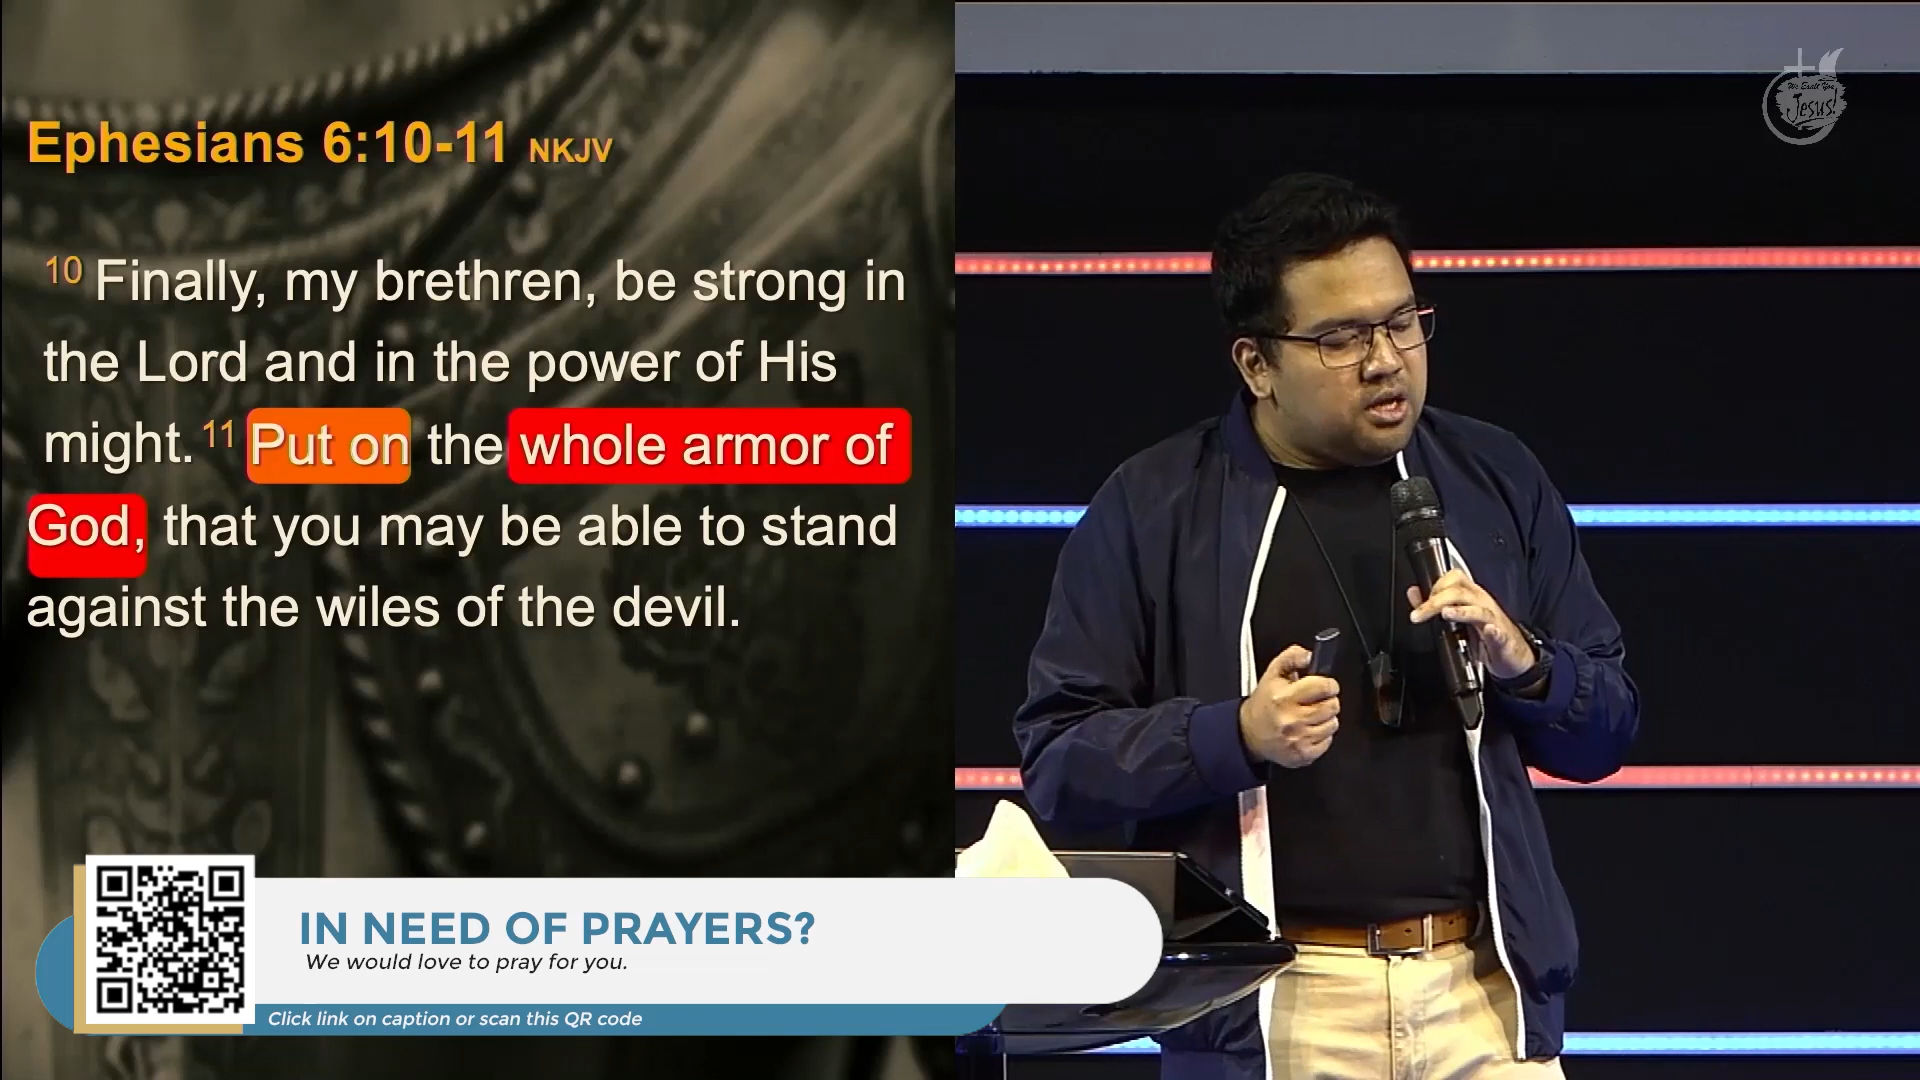 Ephesians 6:10-11 NKJV
10 Finally, my brethren, be strong in
the Lord and in the power of His
might. 11 Put on the whole armor of
God, that you may be able to stand
against the wiles of the devil.
We Exalt You
Jesus!
IN NEED OF PRAYERS?
We would love to pray for you.
Click link on caption or scan this QR code